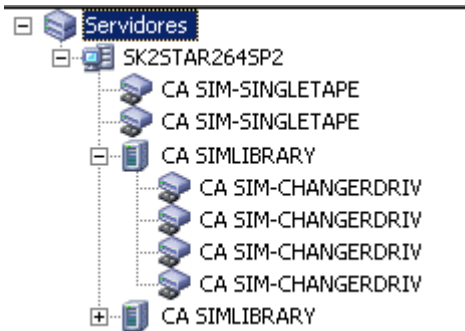 Servidores
SK2STAR264SP2
CA SIM-SINGLETAPE
CA SIM-SINGLETAPE
CA SIMLIBRARY
CA SIM-CHANGERDRIV
CA SIM-CHANGERDRIV
CA SIM-CHANGERDRIV
CA SIM-CHANGERDRIV
CA SIMLIBRARY